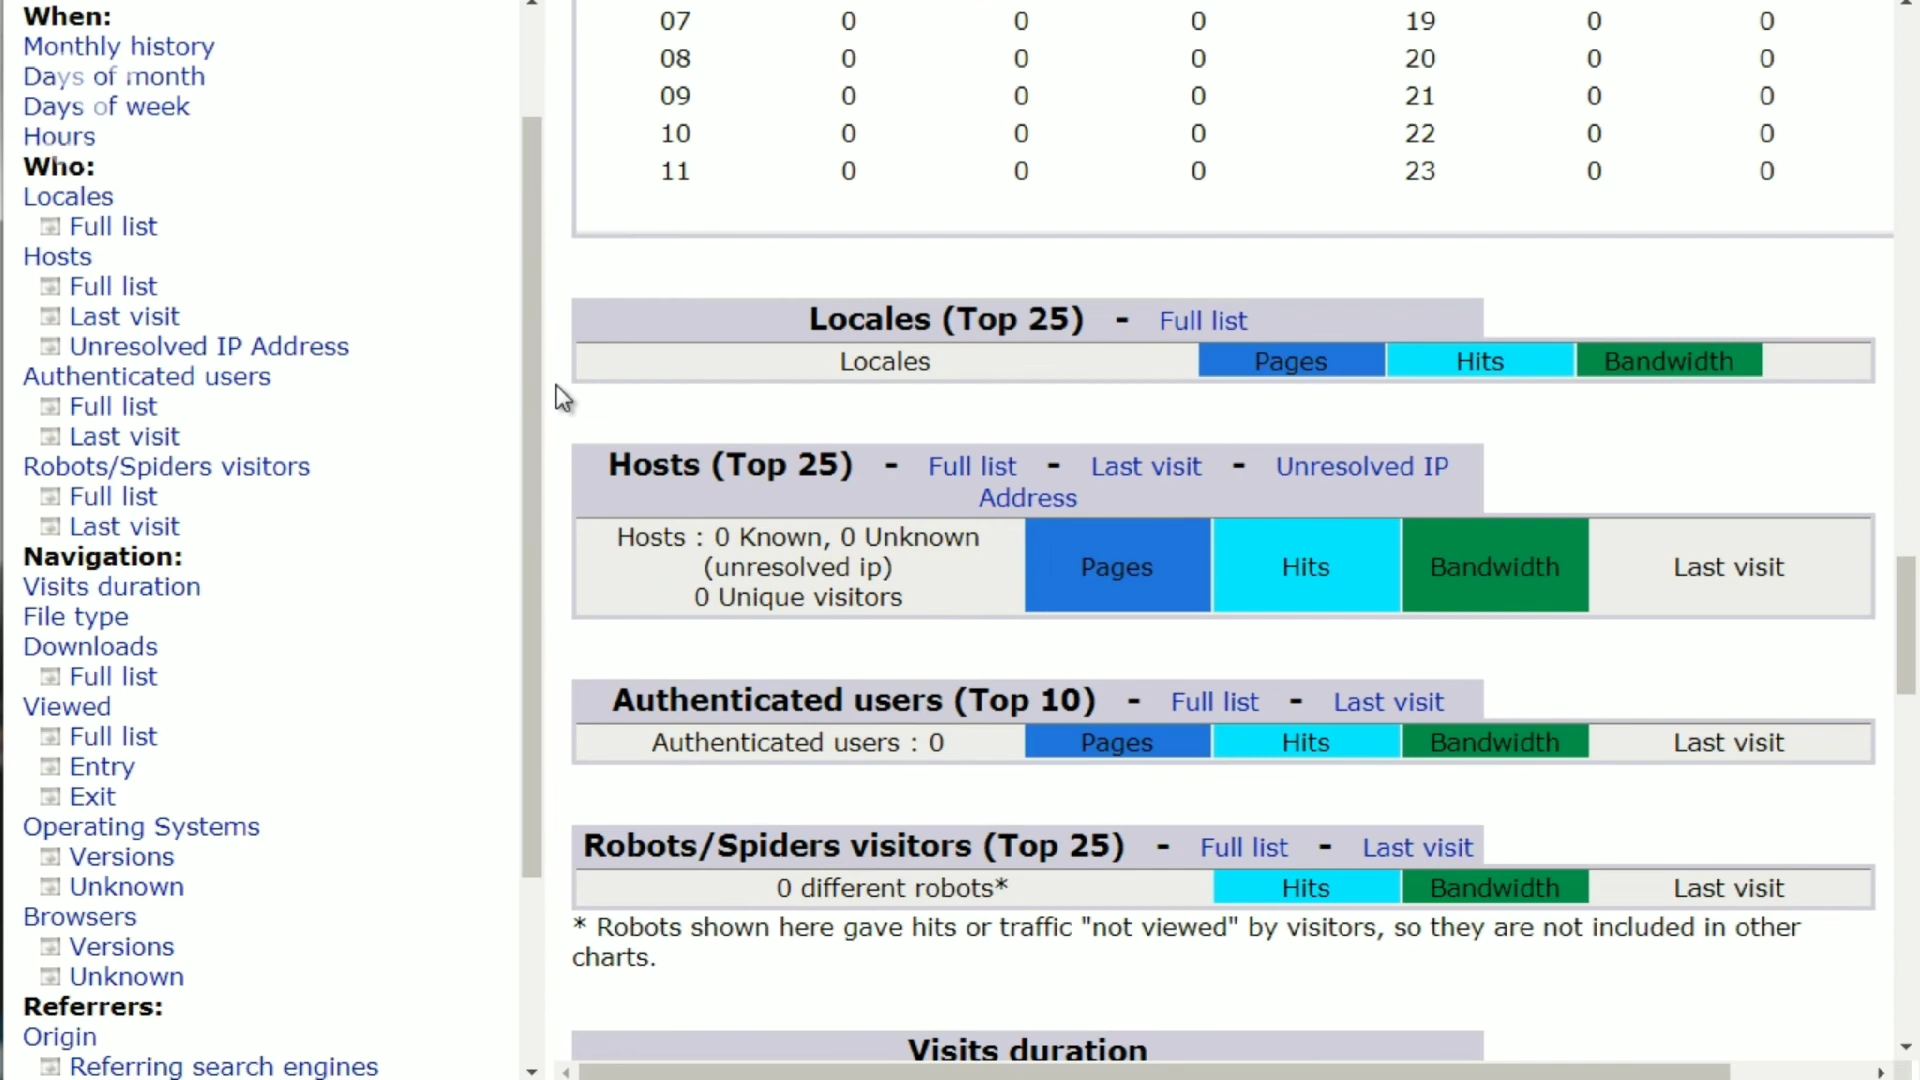 When:
Monthly history
Days of month
Days of week
Hours
Who:
Locales
Full list
Hosts
Full list
Last visit
Unresolved IP Address
Authenticated users
Full list
Last visit
Robots/Spiders visitors
Full list
Last visit
Navigation:
Visits duration
File type
Downloads
Full list
Viewed
Full list
Entry
Exit
Operating Systems
Versions
Unknown
Browsers
Versions
Unknown
Referrers:
Origin
Referring search engines
07 0 0 0 19 0 0
08 0 0 0 20 0 0
09 0 0 0 21 0 0
10 0 0 0 22 0 0
11 0 0 0 23 0 0
Locales (Top 25) - Full list
Locales Pages Hits Bandwidth
Hosts (Top 25) - Full list - Last visit - Unresolved IP
Address
Hosts : 0 Known, 0 Unknown
(unresolved ip)
0 Unique visitors
Pages Hits Bandwidth Last visit
Authenticated users (Top 10) - Full list - Last visit
Authenticated users : 0 Pages Hits Bandwidth Last visit
Robots/Spiders visitors (Top 25) - Full list - Last visit
0 different robots* Hits Bandwidth Last visit
* Robots shown here gave hits or traffic "not viewed" by visitors, so they are not included in other
charts.
Visits duration